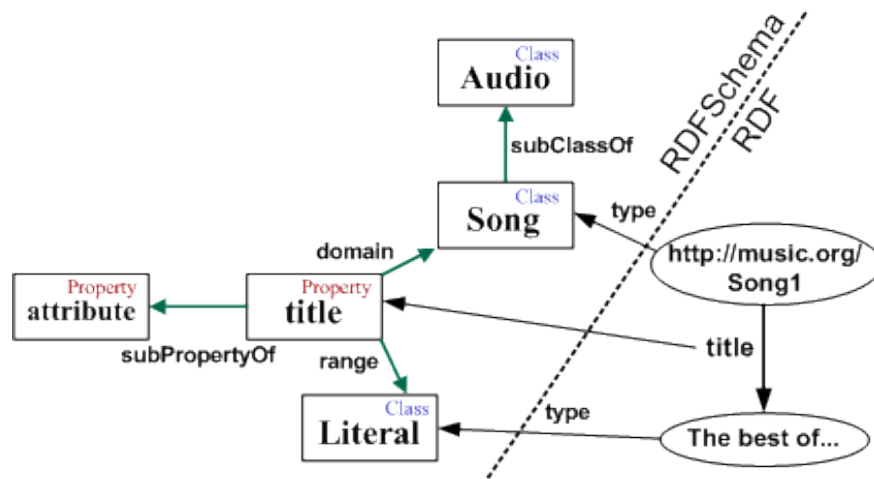 Class
Audio
subClassOf
RDFSchema
RDF
Class
Song
type
http://music.org/
Song1
domain
Property
attribute
Property
title
subPropertyOf
range
title
Class
Literal
type
The best of...